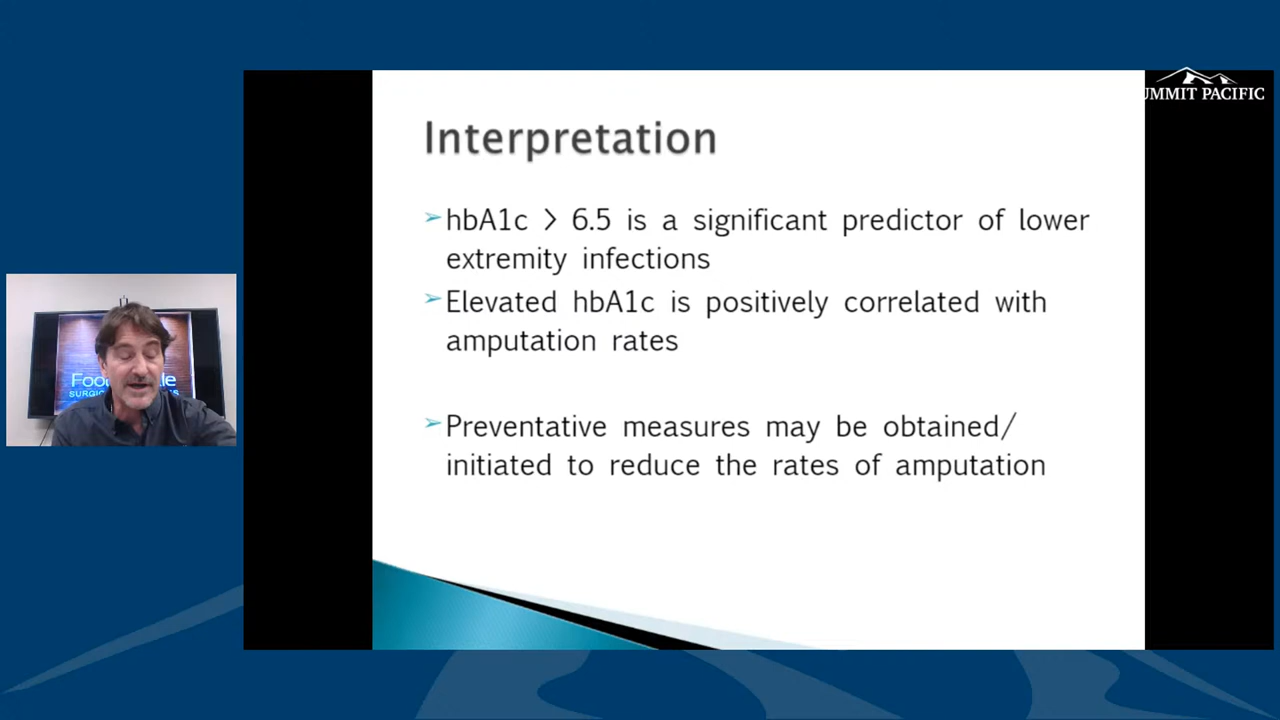 UMMIT PACIFIC
Interpretation
➢hbA1c > 6.5 is a significant predictor of lower
extremity infections
➢Elevated hbA1c is positively correlated with
amputation rates
➢Preventative measures may be obtained/
initiated to reduce the rates of amputation